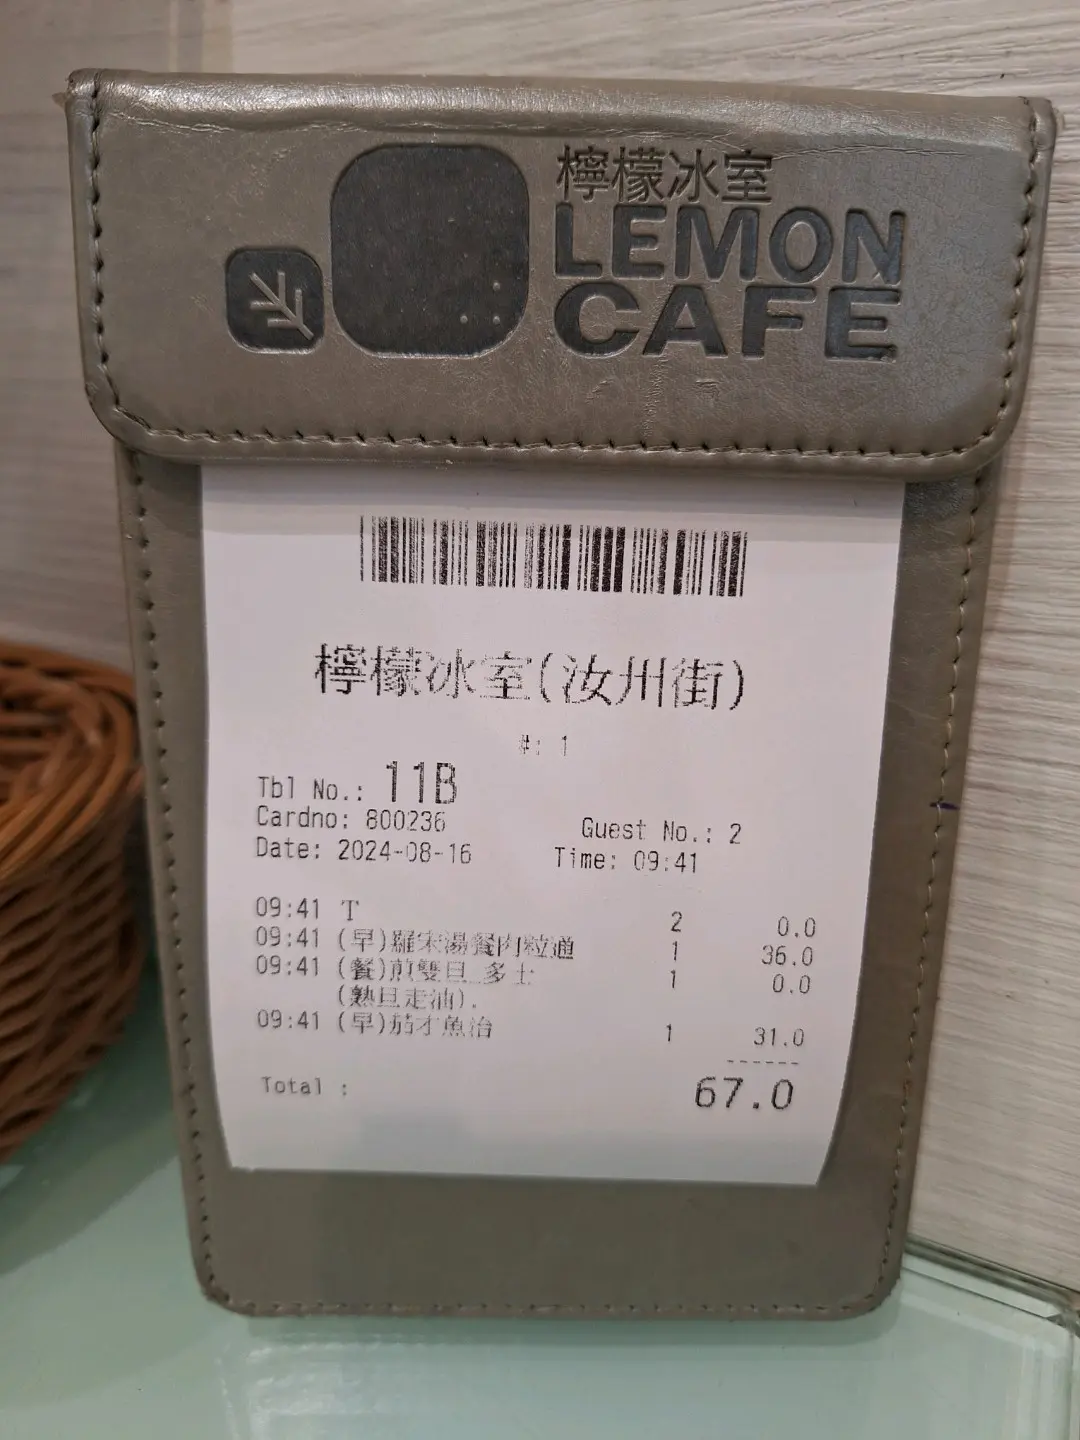 檸檬冰室
LEMON
CAFE
檸檬冰室(汝州街)
#: 1
Tbl No.: 11B
Cardno: 800236 Guest No.: 2
Date: 2024-08-16 Time: 09:41
09:41 T 2 0.0
09:41 (早)羅宋湯餐肉粒通 1 36.0
09:41 (餐)煎雙旦_多士 1 0.0
(熟旦走油).
09:41 (早)茄才魚治 1 31.0
------
Total : 67.0